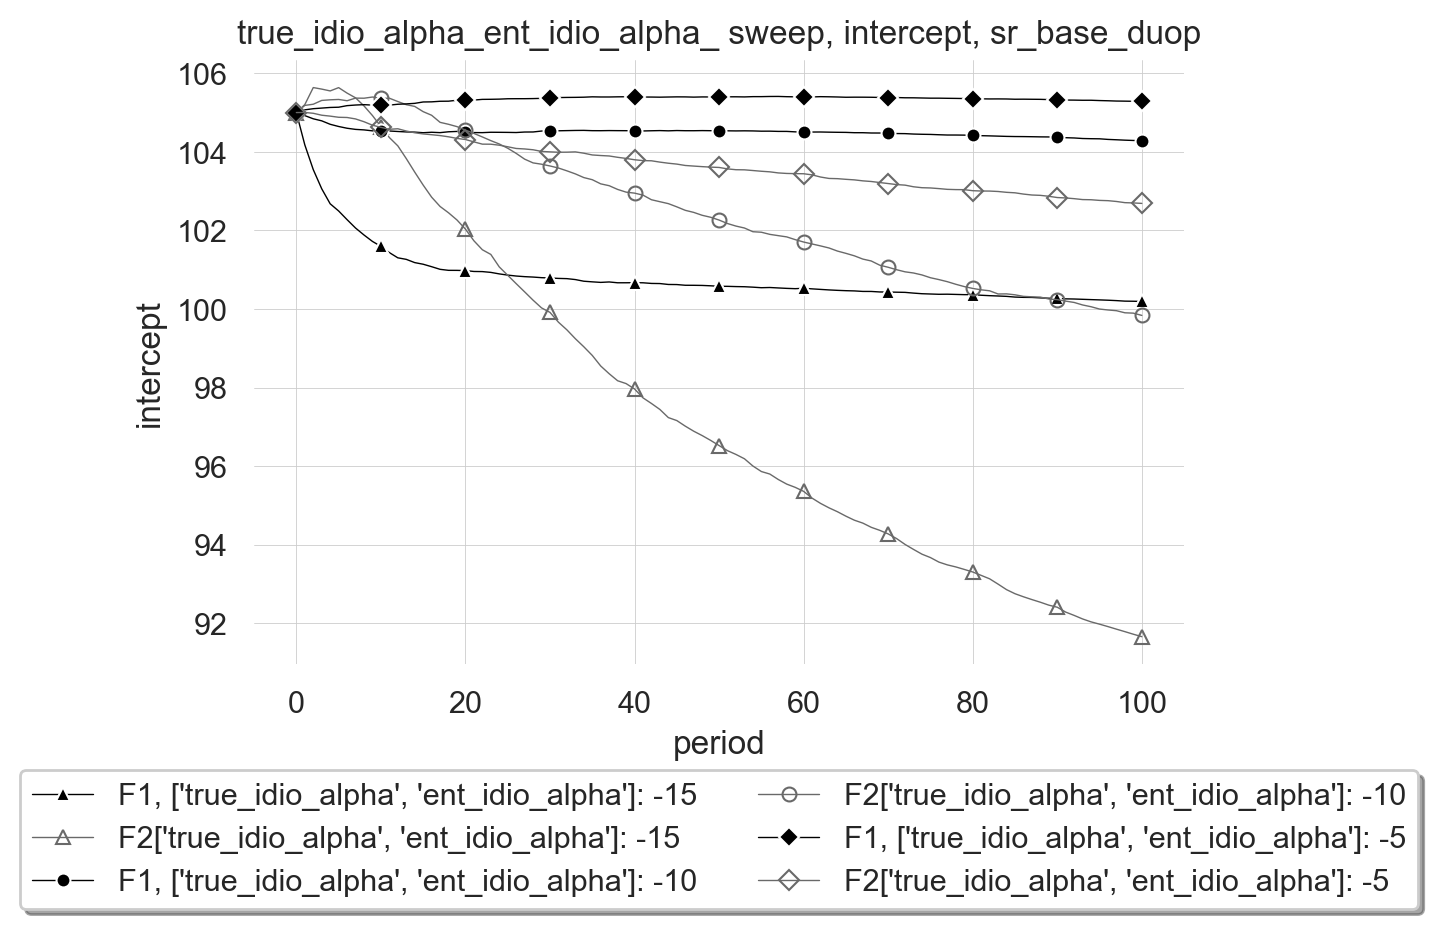 true_idio_alpha_ent_idio_alpha_ sweep, intercept, sr_base_duop
106
104
102
100
98
96
94
92
intercept
0 20 40 60 80 100
period
F1, ['true_idio_alpha', 'ent_idio_alpha']: -15
F2['true_idio_alpha', 'ent_idio_alpha']: -15
F1, ['true_idio_alpha', 'ent_idio_alpha']: -10
F2['true_idio_alpha', 'ent_idio_alpha']: -10
F1, ['true_idio_alpha', 'ent_idio_alpha']: -5
F2['true_idio_alpha', 'ent_idio_alpha']: -5